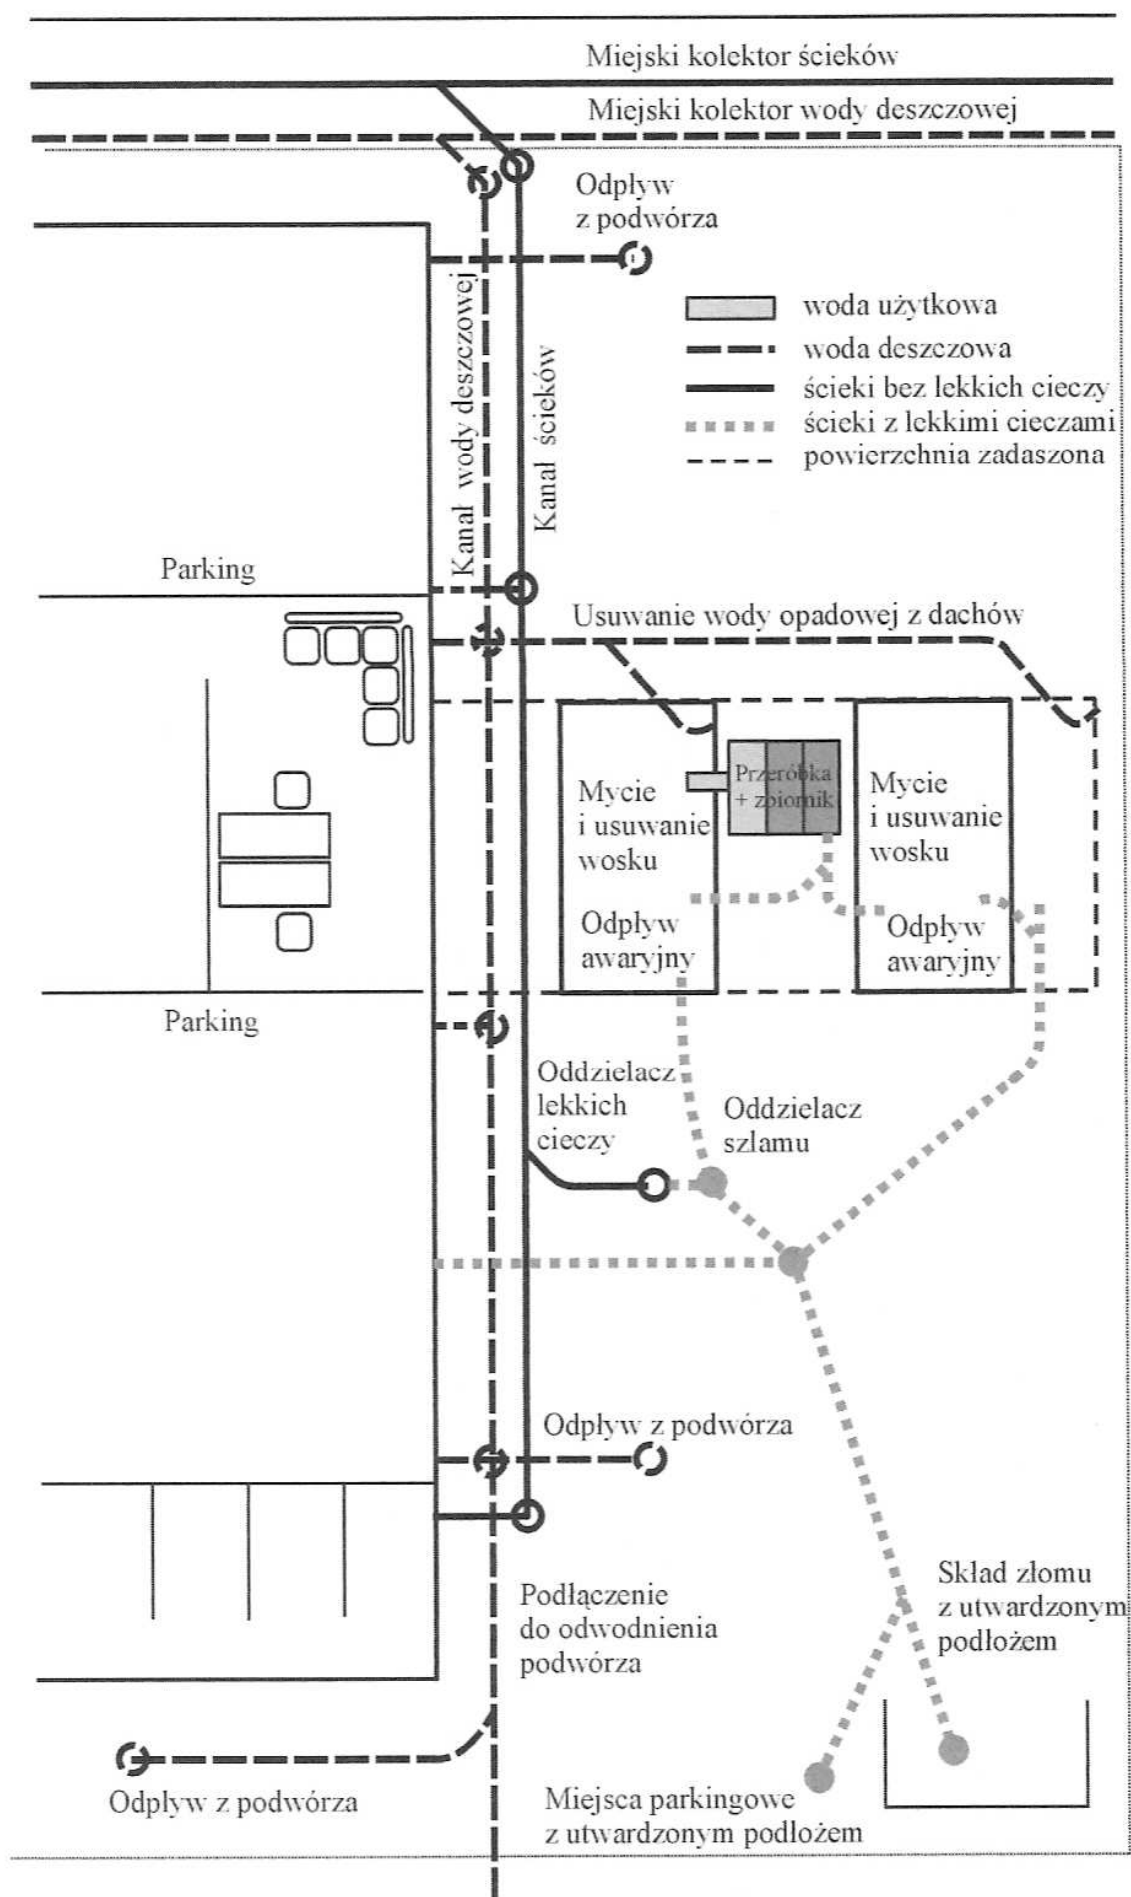 Miejski kolektor ścieków
Miejski kolektor wody deszczowej
Odpływ
z podwórza
woda użytkowa
woda deszczowa
ścieki bez lekkich cieczy
ścieki z lekkimi cieczami
powierzchnia zadaszona
Kanał wody deszczowej
Kanał ścieków
Parking
Usuwanie wody opadowej z dachów
Przeróbka
+ zbiornik
Mycie
i usuwanie
wosku
Mycie
i usuwanie
wosku
Odpływ
awaryjny
Odpływ
awaryjny
Parking
Oddzielacz
lekkich
cieczy
Oddzielacz
szlamu
Odpływ z podwórza
Podłączenie
do odwodnienia
podwórza
Skład złomu
z utwardzonym
podłożem
Odpływ z podwórza
Miejsca parkingowe
z utwardzonym podłożem